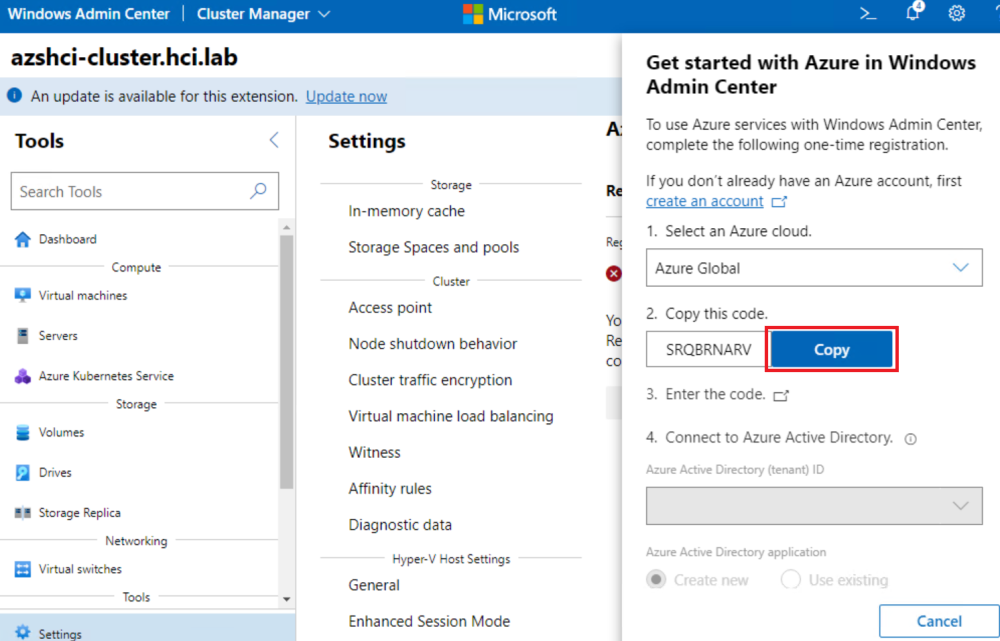 Windows Admin Center | Cluster Manager
Microsoft
4
azshci-cluster.hci.lab
An update is available for this extension. Update now
Tools
Search Tools
Dashboard
Compute
Virtual machines
Servers
Azure Kubernetes Service
Storage
Volumes
Drives
Storage Replica
Networking
Virtual switches
Tools
Settings
Settings
Storage
In-memory cache
Storage Spaces and pools
Cluster
Access point
Node shutdown behavior
Cluster traffic encryption
Virtual machine load balancing
Witness
Affinity rules
Diagnostic data
Hyper-V Host Settings
General
Enhanced Session Mode
Re
Reg
Yo
Re
co
Get started with Azure in Windows
Admin Center
To use Azure services with Windows Admin Center,
complete the following one-time registration.
If you don't already have an Azure account, first
create an account
1. Select an Azure cloud.
Azure Global
2. Copy this code.
SRQBRNARV
Copy
3. Enter the code.
4. Connect to Azure Active Directory.
Azure Active Directory (tenant) ID
Azure Active Directory application
Create new
Use existing
Cancel